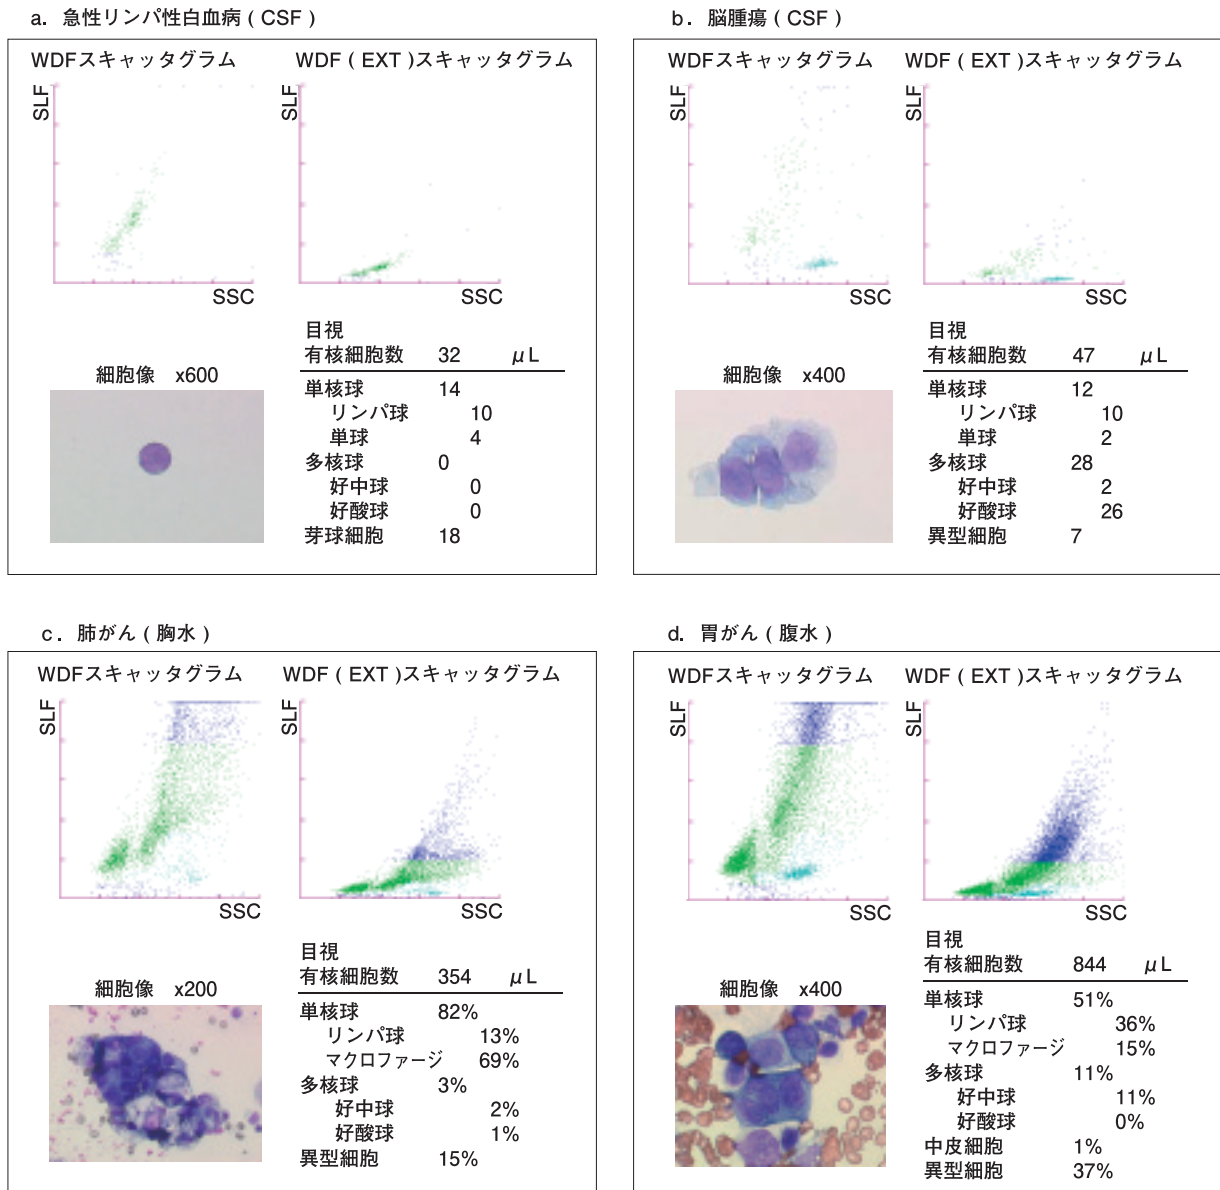 a. 急性リンパ性白血病 ( CSF )
WDFスキャッタグラム
WDF ( EXT )スキャッタグラム
SLF
SSC
SLF
SSC
細胞像 x600
目視
有核細胞数 32 μL
単核球 14
リンパ球 10
単球 4
多核球 0
好中球 0
好酸球 0
芽球細胞 18
b. 脳腫瘍 ( CSF )
WDFスキャッタグラム
WDF ( EXT )スキャッタグラム
SLF
SSC
SLF
SSC
細胞像 x400
目視
有核細胞数 47 μL
単核球 12
リンパ球 10
単球 2
多核球 28
好中球 2
好酸球 26
異型細胞 7
c. 肺がん ( 胸水 )
WDFスキャッタグラム
WDF ( EXT )スキャッタグラム
SLF
SSC
SLF
SSC
細胞像 x200
目視
有核細胞数 354 μL
単核球 82%
リンパ球 13%
マクロファージ 69%
多核球 3%
好中球 2%
好酸球 1%
異型細胞 15%
d. 胃がん ( 腹水 )
WDFスキャッタグラム
WDF ( EXT )スキャッタグラム
SLF
SSC
SLF
SSC
細胞像 x400
目視
有核細胞数 844 μL
単核球 51%
リンパ球 36%
マクロファージ 15%
多核球 11%
好中球 11%
好酸球 0%
中皮細胞 1%
異型細胞 37%